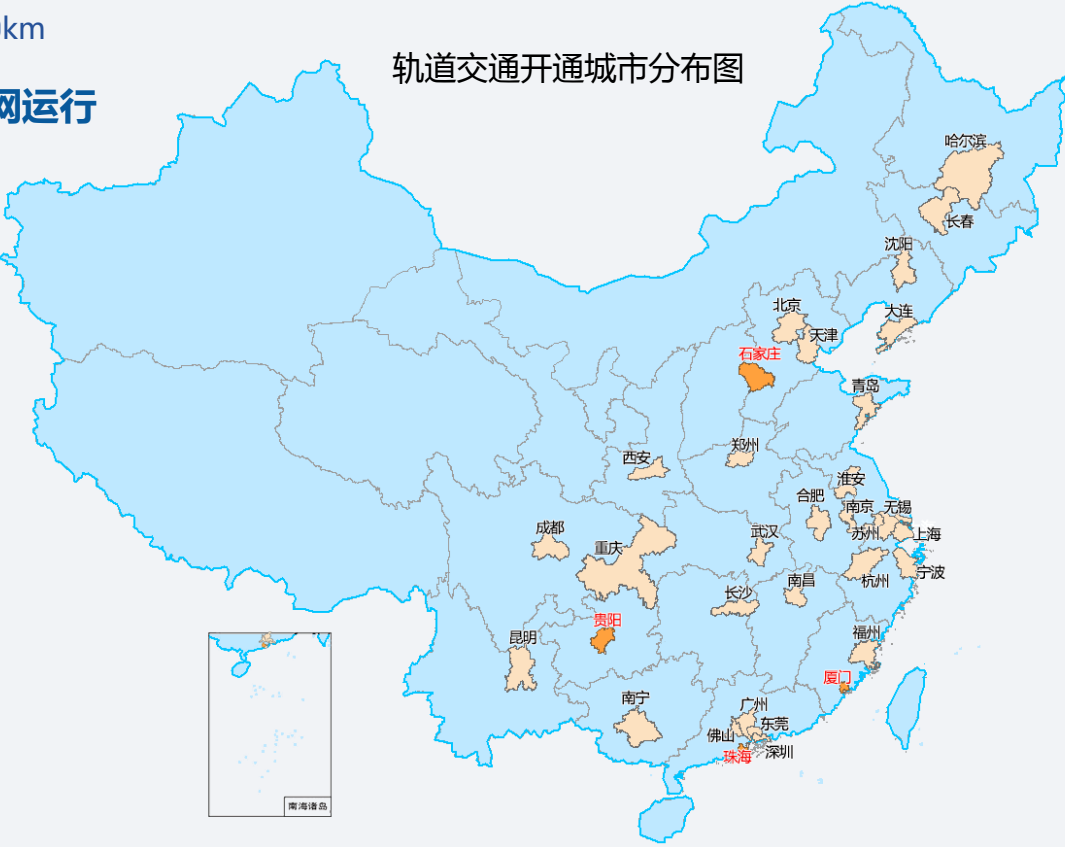 km
轨道交通开通城市分布图
网运行
哈尔滨
长春
沈阳
大连
北京
天津
石家庄
青岛
郑州
西安
淮安
合肥
南京
无锡
苏州
上海
成都
重庆
武汉
宁波
杭州
南昌
长沙
贵阳
昆明
福州
厦门
南宁
广州
东莞
佛山
深圳
珠海
南海诸岛